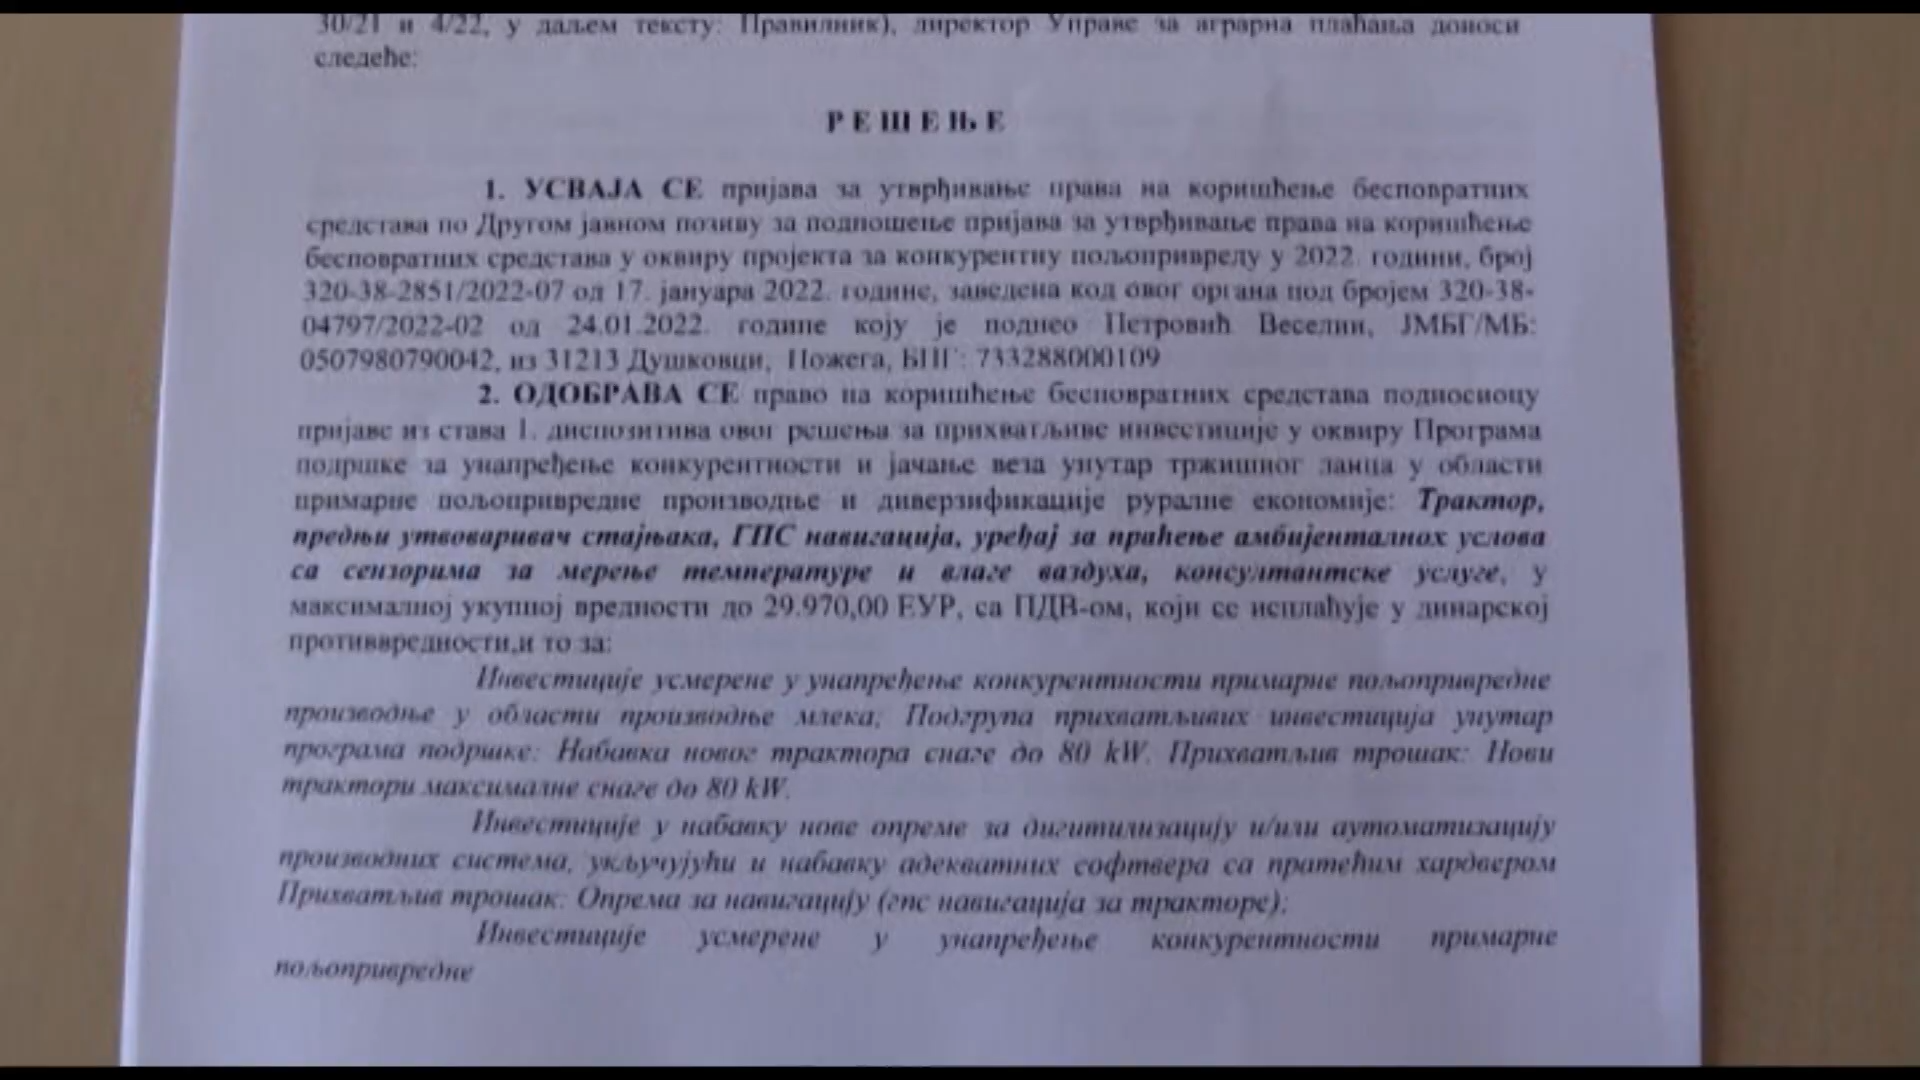 30/21 и 4/22, у даљем тексту: Правилник), директор Управе за аграрна плаћања доноси
следеће:
Р Е Ш Е Њ Е
1. УСВАЈА СЕ пријава за утврђивање права на коришћење бесповратних
средстава по Другом јавном позиву за подношење пријава за утврђивање права на коришћење
бесповратних средстава у оквиру пројекта за конкурентну пољопривреду у 2022. години, број
320-38-2851/2022-07 од 17. јануара 2022. године, заведена код овог органа под бројем 320-38-
04797/2022-02 од 24.01.2022. године коју је поднео Петровић Веселин, ЈМБГ/МБ:
0507980790042, из 31213 Душковци, Пожега, БПГ: 733288000109
2. ОДОБРАВА СЕ право на коришћење бесповратних средстава подносиоцу
пријаве из става 1. диспозитива овог решења за прихватљиве инвестиције у оквиру Програма
подршке за унапређење конкурентности и јачање веза унутар тржишног ланца у области
примарне пољопривредне производње и диверзификације руралне економије: Трактор,
предњи утвоваривач стајњака, ГПС навигација, уређај за праћење амбијенталнох услова
са сензорима за мерење температуре и влаге ваздуха, консултантске услуге, у
максималној укупној вредности до 29.970,00 ЕУР, са ПДВ-ом, који се исплаћује у динарској
противвредности,и то за:
Инвестиције усмерене у унапређење конкурентности примарне пољопривредне
производње у области производње млека; Подгрупа прихватљивих инвестиција унутар
програма подршке: Набавка новог трактора снаге до 80 kW. Прихватљив трошак: Нови
трактори максималне снаге до 80 kW.
Инвестиције у набавку нове опреме за дигитилизацију и/или аутоматизацију
производних система, укључујући и набавку адекватних софтвера са пратећим хардвером
Прихватљив трошак: Опрема за навигацију (гпс навигација за тракторе);
Инвестиције усмерене у унапређење конкурентности примарне
пољопривредне